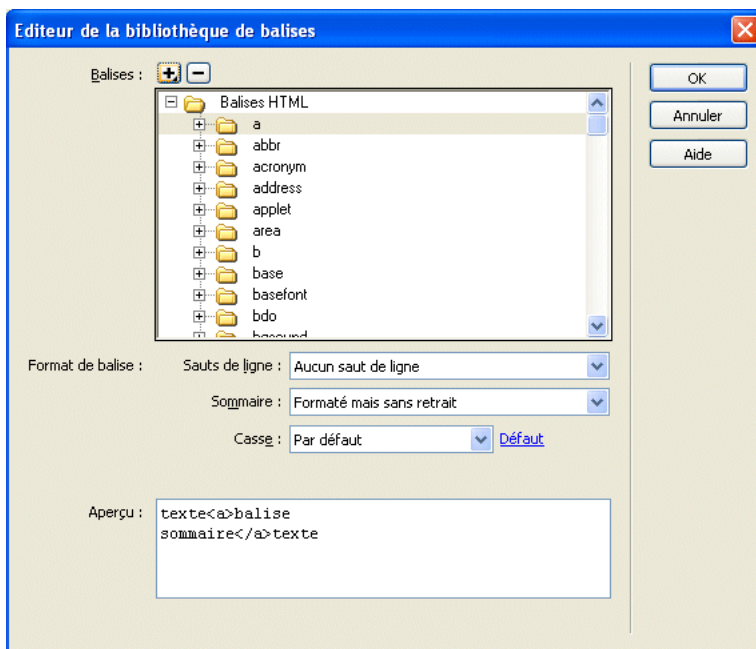 Editeur de la bibliothèque de balises
Balises :
OK
Annuler
Aide
Balises HTML
a
abbr
acronym
address
applet
area
b
base
basefont
bdo
bgsound
Format de balise :
Sauts de ligne : Aucun saut de ligne
Sommaire : Formaté mais sans retrait
Casse : Par défaut Défaut
Aperçu :
texte<a>balise
sommaire</a>texte